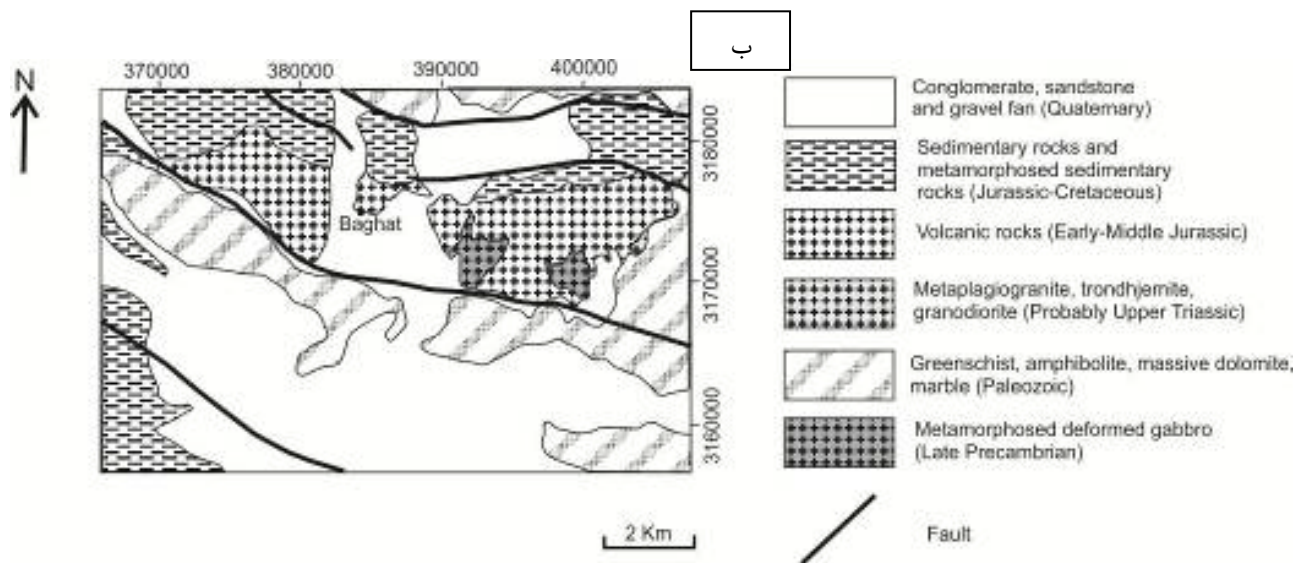 ب
N
370000 380000 390000 400000
3180000
3170000
3160000
Baghat
2 Km
Conglomerate, sandstone
and gravel fan (Quaternary)
Sedimentary rocks and
metamorphosed sedimentary
rocks (Jurassic-Cretaceous)
Volcanic rocks (Early-Middle Jurassic)
Metaplagiogranite, trondhjemite,
granodiorite (Probably Upper Triassic)
Greenschist, amphibolite, massive dolomite,
marble (Paleozoic)
Metamorphosed deformed gabbro
(Late Precambrian)
Fault